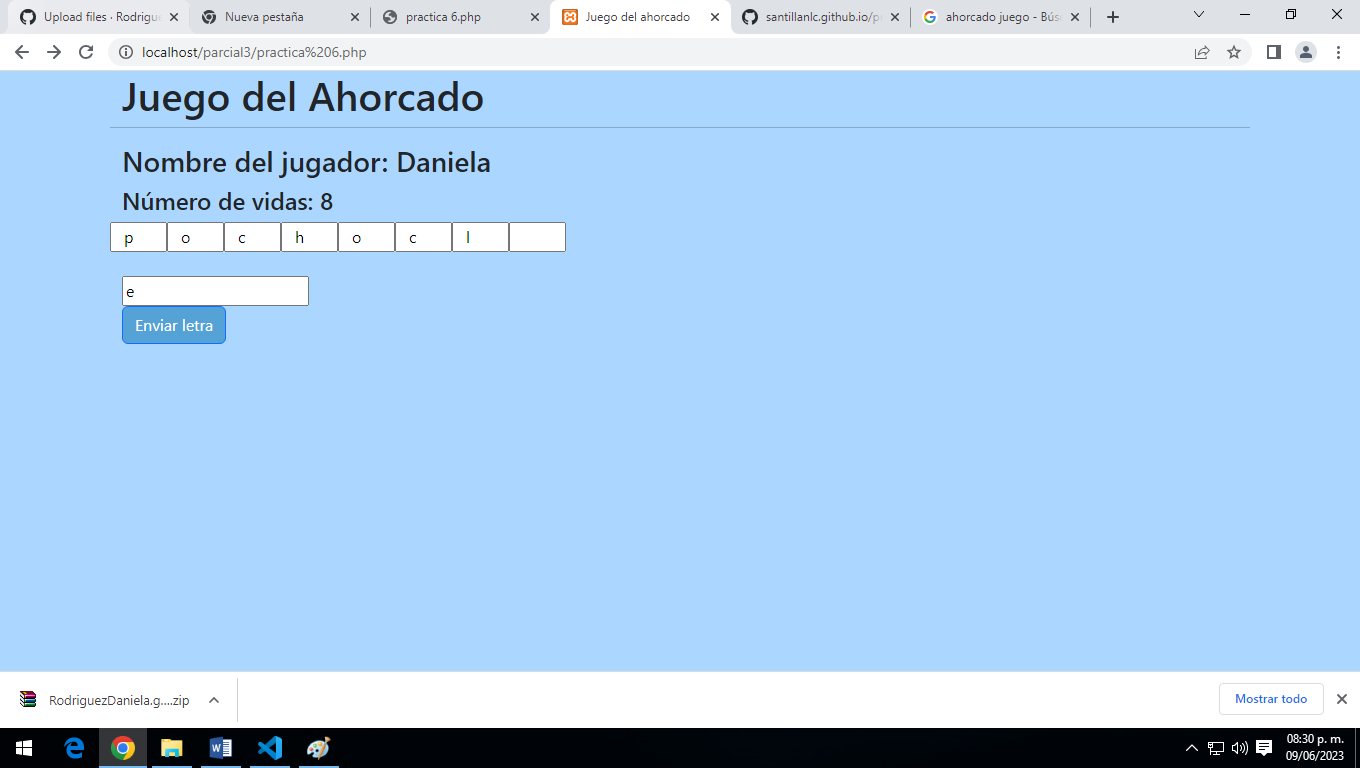 Upload files · Rodrigu
Nueva pestaña
practica 6.php
Juego del ahorcado
santillanlc.github.io/p
ahorcado juego - Bús
localhost/parcial3/practica%206.php
Juego del Ahorcado
Nombre del jugador: Daniela
Número de vidas: 8
p o c h o c l
e
Enviar letra
RodriguezDaniela.g....zip
Mostrar todo
08:30 p. m.
09/06/2023